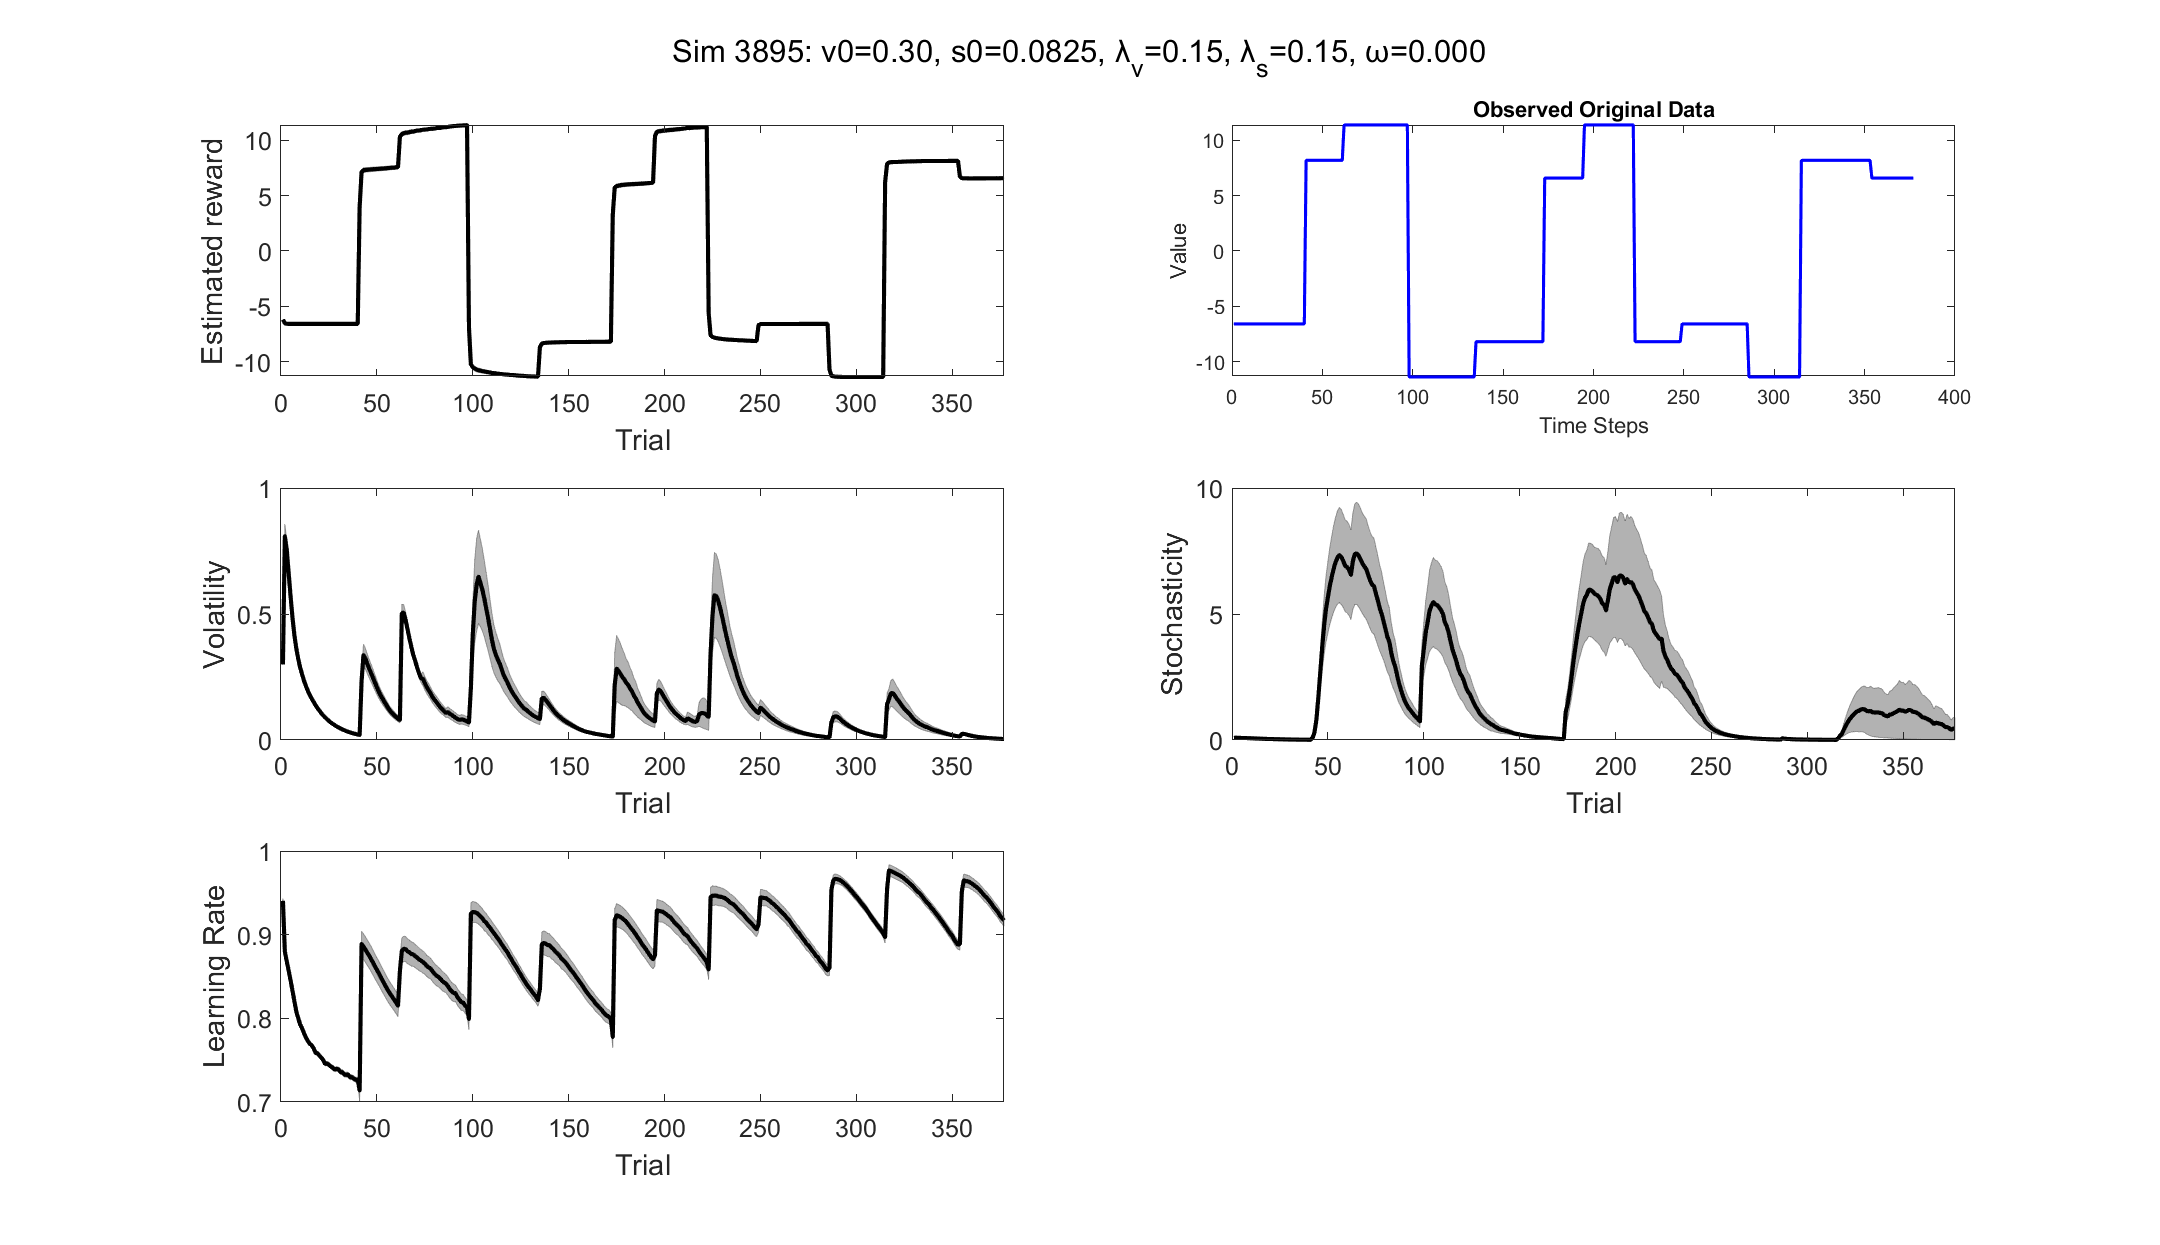 Sim 3895: v0=0.30, s0=0.0825, λ_v=0.15, λ_s=0.15, ω=0.000
Estimated reward
10
5
0
-5
-10
0 50 100 150 200 250 300 350
Trial
Observed Original Data
Value
10
5
0
-5
-10
0 50 100 150 200 250 300 350 400
Time Steps
Volatility
1
0.5
0
0 50 100 150 200 250 300 350
Trial
Stochasticity
10
5
0
0 50 100 150 200 250 300 350
Trial
Learning Rate
1
0.9
0.8
0.7
0 50 100 150 200 250 300 350
Trial